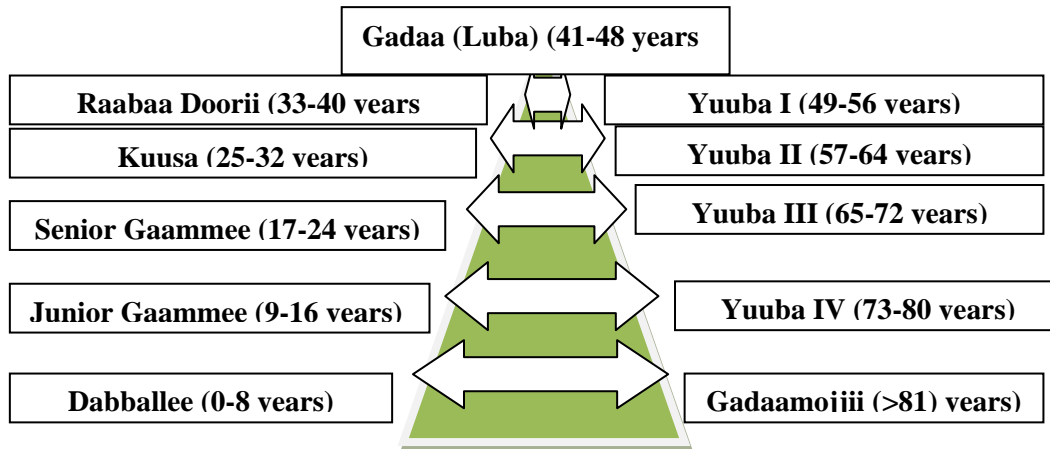 Gadaa (Luba) (41-48 years
Raabaa Doorii (33-40 years
Yuuba I (49-56 years)
Kuusa (25-32 years)
Yuuba II (57-64 years)
Senior Gaammee (17-24 years)
Yuuba III (65-72 years)
Junior Gaammee (9-16 years)
Yuuba IV (73-80 years)
Dabballee (0-8 years)
Gadaamojjii (>81) years)